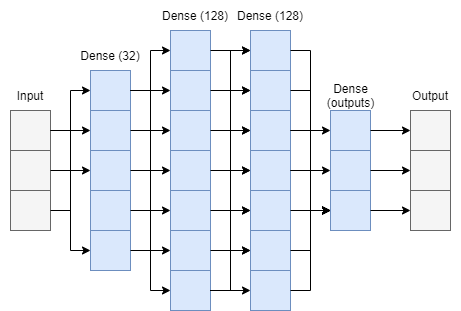 Dense (128)
Dense (128)
Dense (32)
Input
Dense
(outputs)
Output